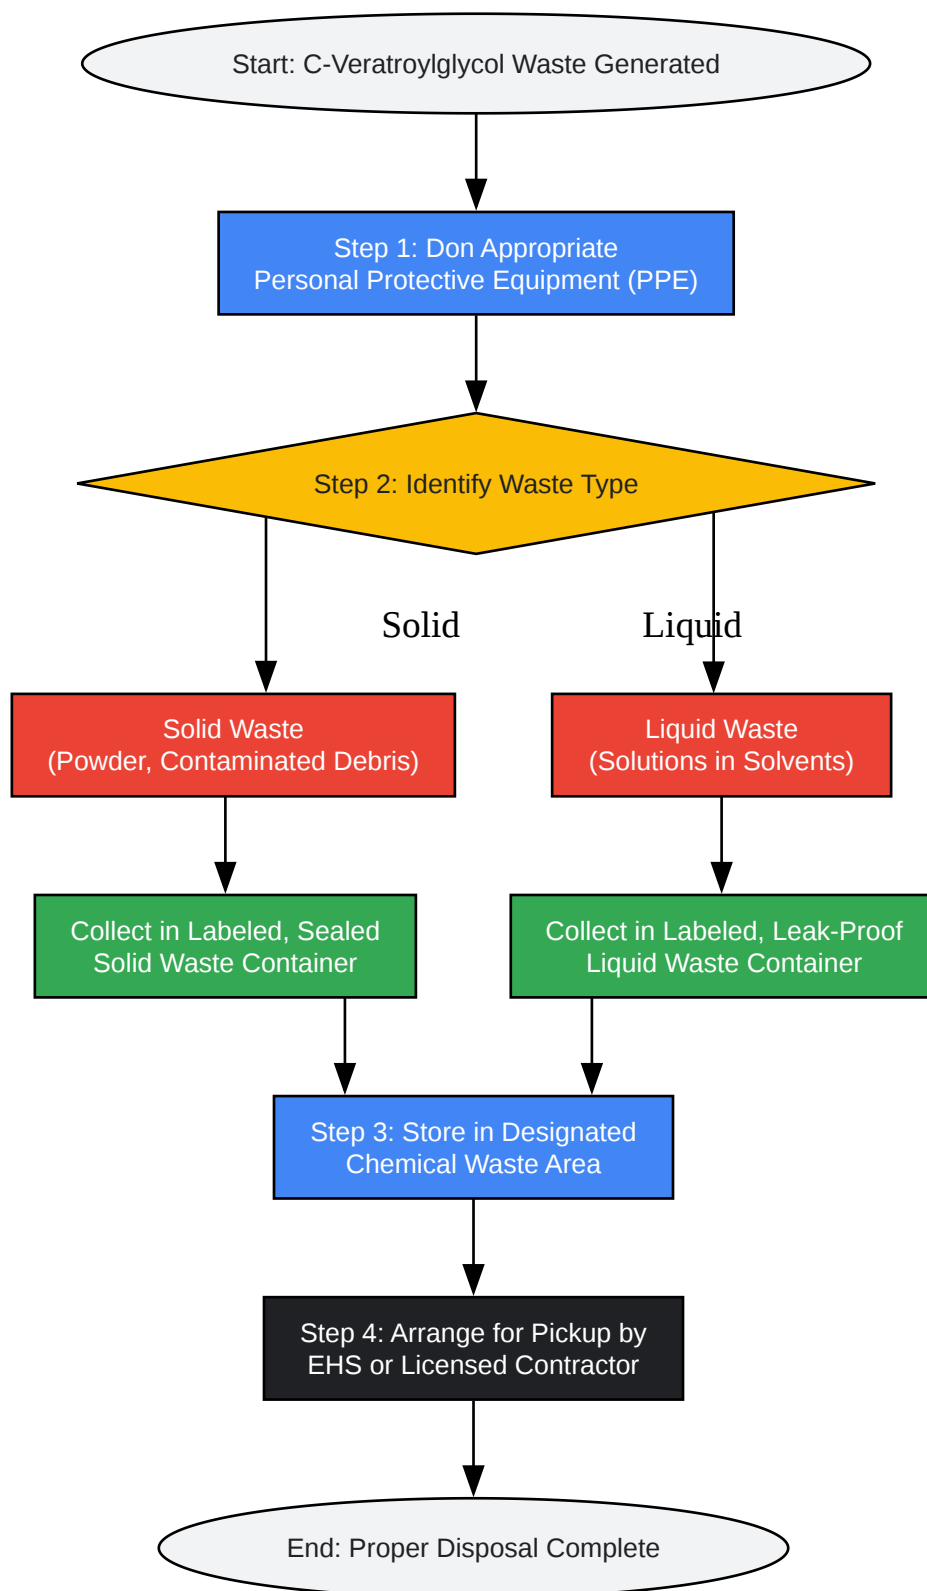 Start: C-Veratroylglycol Waste Generated
Step 1: Don Appropriate
Personal Protective Equipment (PPE)
Step 2: Identify Waste Type
Solid
Liquid
Solid Waste
(Powder, Contaminated Debris)
Liquid Waste
(Solutions in Solvents)
Collect in Labeled, Sealed
Solid Waste Container
Collect in Labeled, Leak-Proof
Liquid Waste Container
Step 3: Store in Designated
Chemical Waste Area
Step 4: Arrange for Pickup by
EHS or Licensed Contractor
End: Proper Disposal Complete